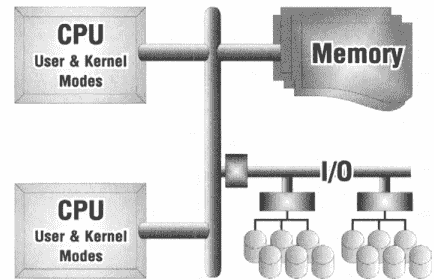 CPU
User & Kernel
Modes
Memory
I/O
CPU
User & Kernel
Modes